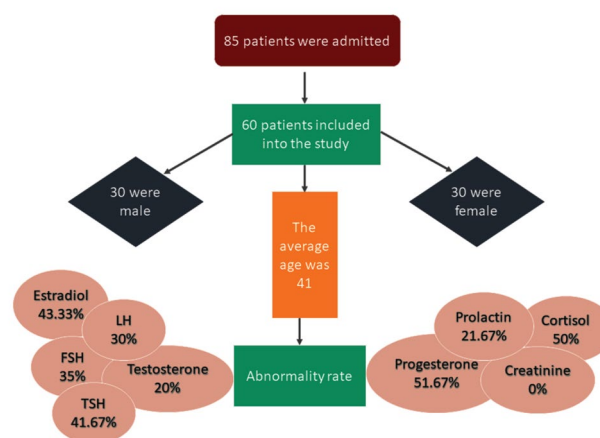 85 patients were admitted
60 patients included
into the study
30 were
male
30 were
female
The
average
age was
41
Estradiol
43.33%
LH
30%
FSH
35%
Testosterone
20%
TSH
41.67%
Abnormality rate
Prolactin
21.67%
Cortisol
50%
Progesterone
51.67%
Creatinine
0%